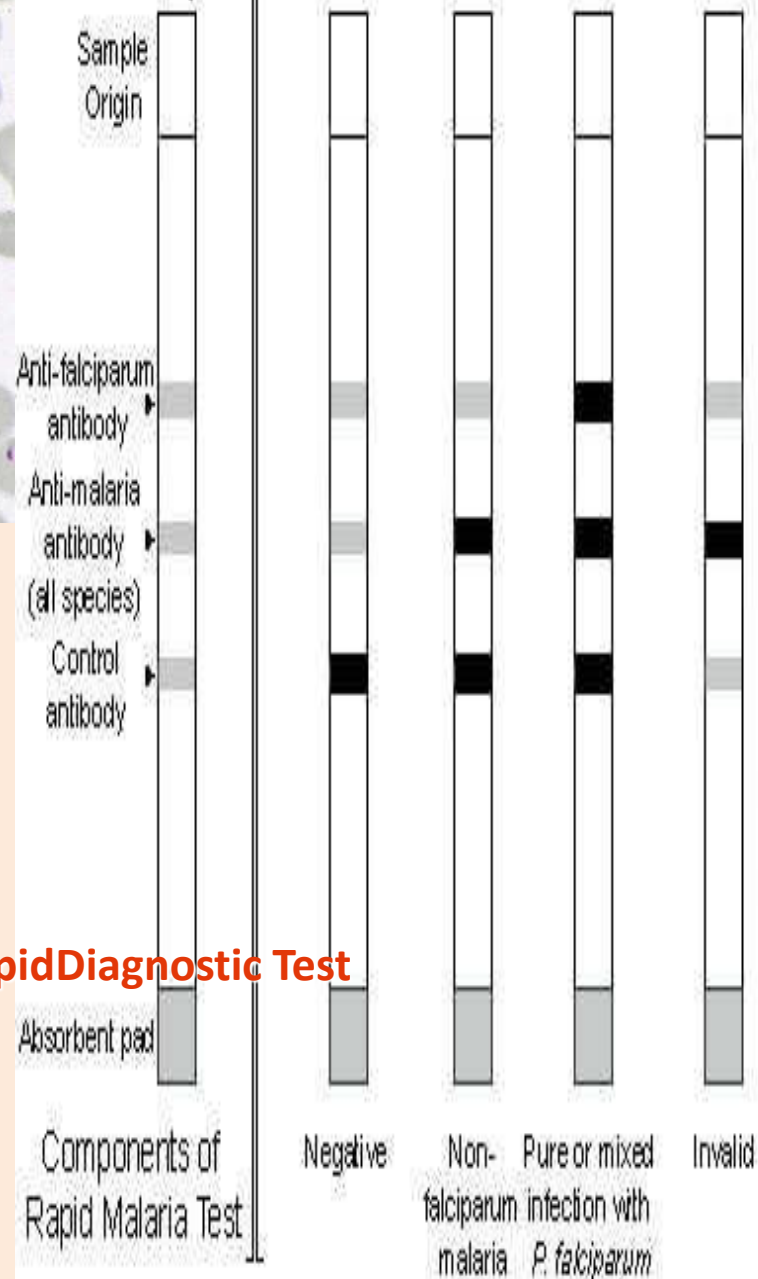 Sample
Origin
Anti-falciparum
antibody
Anti-malaria
antibody
(all species)
Control
antibody
pidDiagnostic Test
Absorbent pad
Components of
Rapid Malaria Test
Negative
Non-
falciparum
malaria
Pure or mixed
infection with
P. falciparum
Invalid